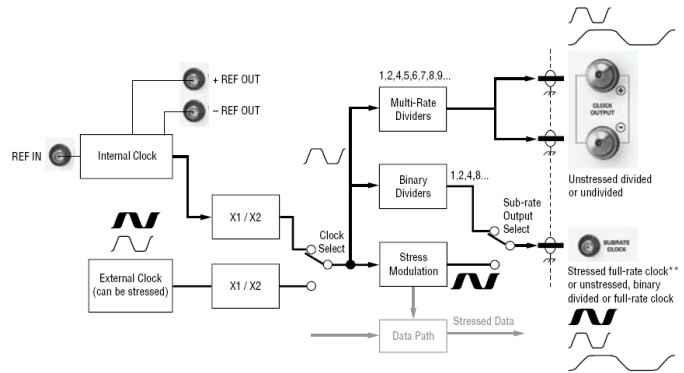 + REF OUT
– REF OUT
REF IN
Internal Clock
X1 / X2
External Clock
(can be stressed)
X1 / X2
Clock
Select
1,2,4,5,6,7,8,9...
Multi-Rate
Dividers
Binary
Dividers
1,2,4,8...
Sub-rate
Output
Select
Stress
Modulation
Data Path
Stressed Data
+
CLOCK
OUTPUT
–
Unstressed divided
or undivided
SUBRATE
CLOCK
Stressed full-rate clock**
or unstressed, binary
divided or full-rate clock